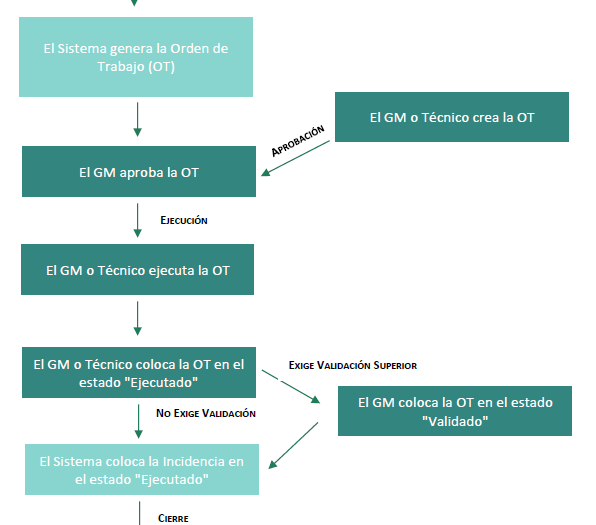 El Sistema genera la Orden de
Trabajo (OT)
El GM o Técnico crea la OT
APROBACIÓN
El GM aproba la OT
EJECUCIÓN
El GM o Técnico ejecuta la OT
El GM o Técnico coloca la OT en el
estado "Ejecutado"
EXIGE VALIDACIÓN SUPERIOR
El GM coloca la OT en el estado
"Validado"
NO EXIGE VALIDACIÓN
El Sistema coloca la Incidencia en
el estado "Ejecutado"
CIERRE